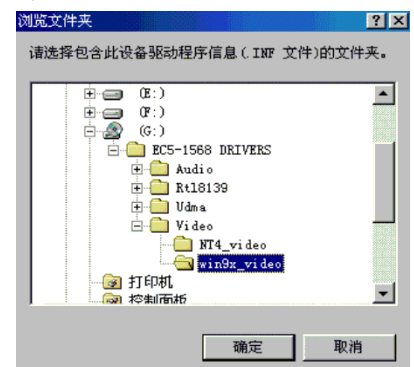 浏览文件夹
请选择包含此设备驱动程序信息(.INF 文件)的文件夹。
(E:)
(F:)
(G:)
EC5-1568 DRIVERS
Audio
Rtl8139
Udma
Video
NT4_video
win9x_video
打印机
控制面板
确定 取消